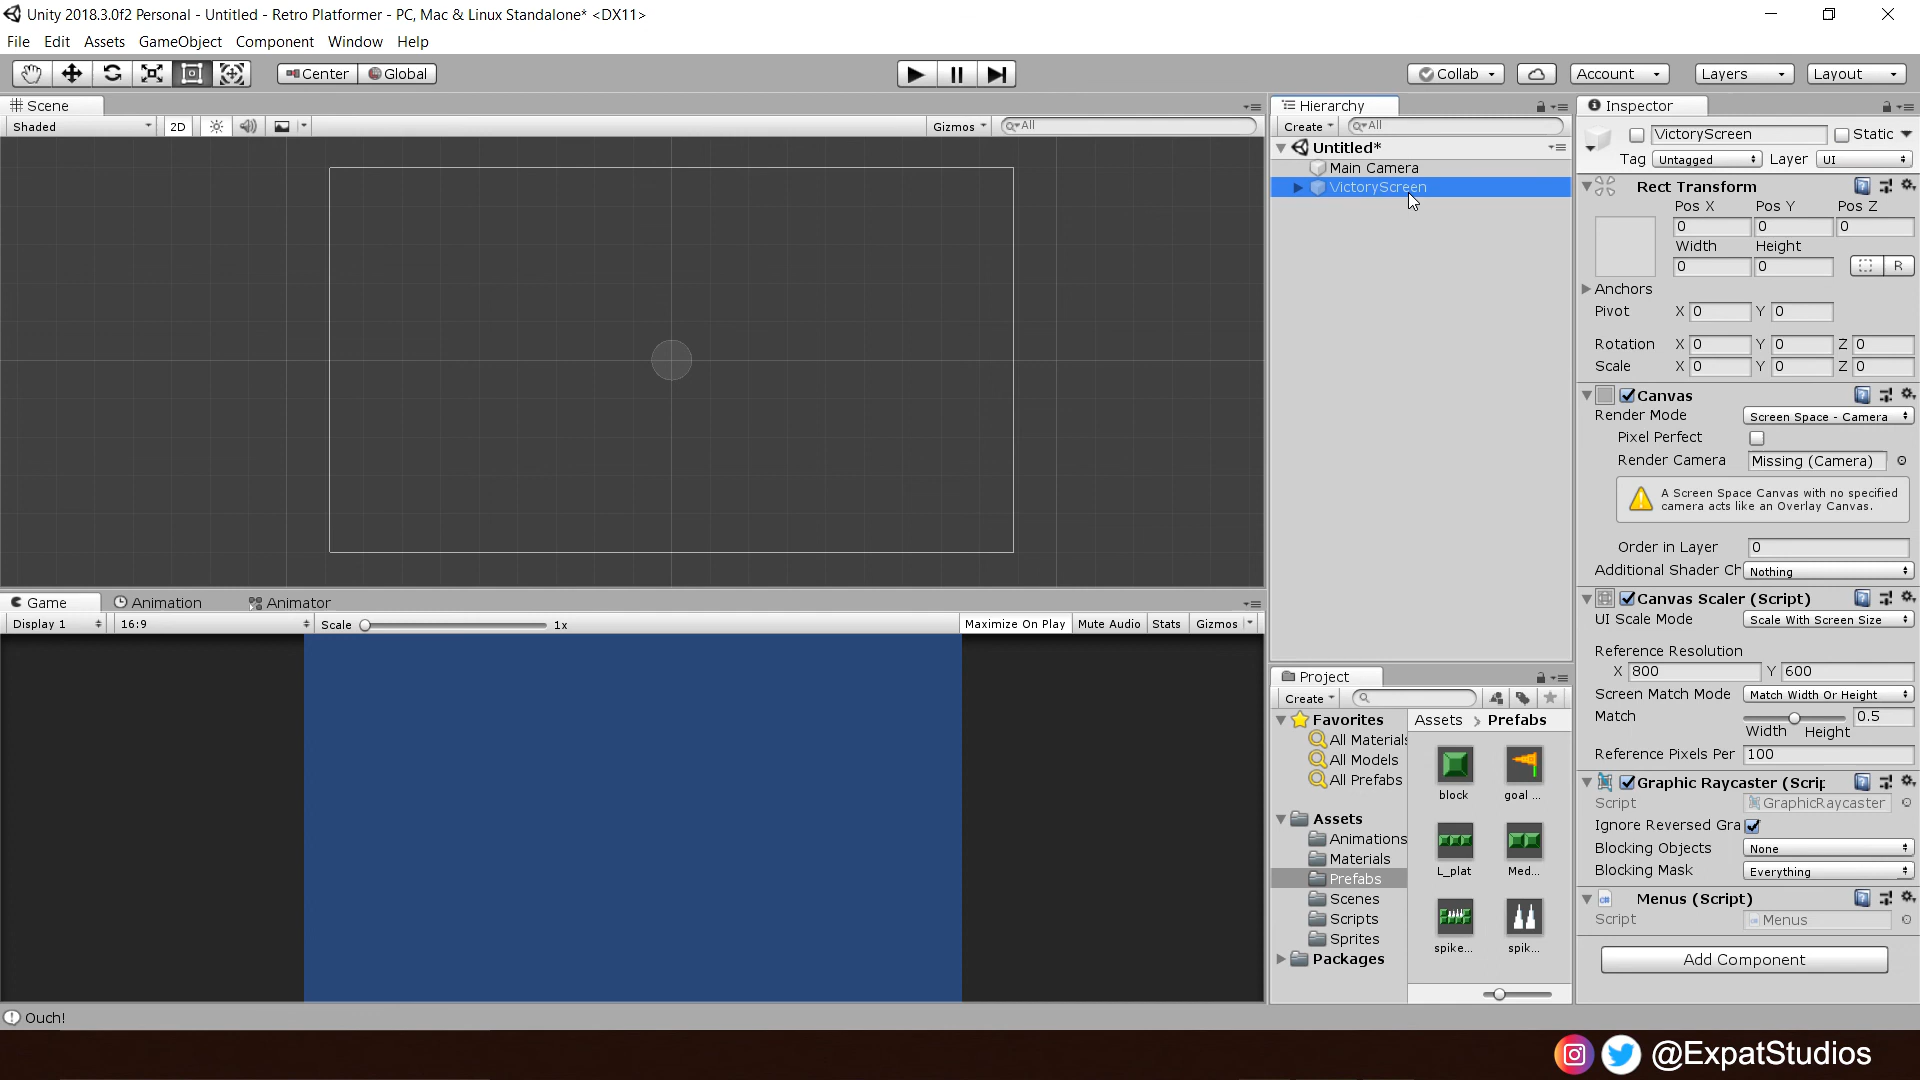 Unity 2018.3.0f2 Personal - Untitled - Retro Platformer - PC, Mac & Linux Standalone* <DX11>
File Edit Assets GameObject Component Window Help
Center Global Collab Account Layers Layout
Scene
Shaded 2D Gizmos All
Hierarchy
Create All
Untitled*
Main Camera
VictoryScreen
Inspector
VictoryScreen Static
Tag Untagged Layer UI
Rect Transform
Pos X Pos Y Pos Z
0 0 0
Width Height
0 0 R
Anchors
Pivot X 0 Y 0
Rotation X 0 Y 0 Z 0
Scale X 0 Y 0 Z 0
Canvas
Render Mode Screen Space - Camera
Pixel Perfect
Render Camera Missing (Camera)
A Screen Space Canvas with no specified
camera acts like an Overlay Canvas.
Order in Layer 0
Additional Shader Ch Nothing
Canvas Scaler (Script)
UI Scale Mode Scale With Screen Size
Reference Resolution
X 800 Y 600
Screen Match Mode Match Width Or Height
Match 0.5
Width Height
Reference Pixels Per 100
Graphic Raycaster (Scrip
Script GraphicRaycaster
Ignore Reversed Gra
Blocking Objects None
Blocking Mask Everything
Menus (Script)
Script Menus
Add Component
Game Animation Animator
Display 1 16:9 Scale 1x Maximize On Play Mute Audio Stats Gizmos
Project
Create
Favorites
All Materials
All Models
All Prefabs
Assets
Animations
Materials
Prefabs
Scenes
Scripts
Sprites
Packages
Assets > Prefabs
block goal ...
L_plat Med...
spike... spik...
Ouch!
@ExpatStudios